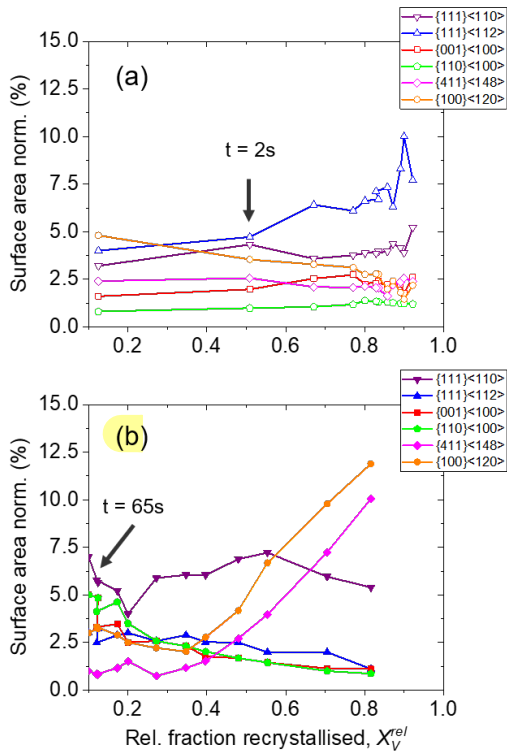 {111}<110>
{111}<112>
{001}<100>
{110}<100>
{411}<148>
{100}<120>
15.0
(a)
12.5
10.0
t = 2s
7.5
5.0
2.5
0.0
Surface area norm. (%)
0.2 0.4 0.6 0.8 1.0
{111}<110>
{111}<112>
{001}<100>
{110}<100>
{411}<148>
{100}<120>
15.0
(b)
12.5
10.0
t = 65s
7.5
5.0
2.5
0.0
Surface area norm. (%)
0.2 0.4 0.6 0.8 1.0
Rel. fraction recrystallised, X_V^rel